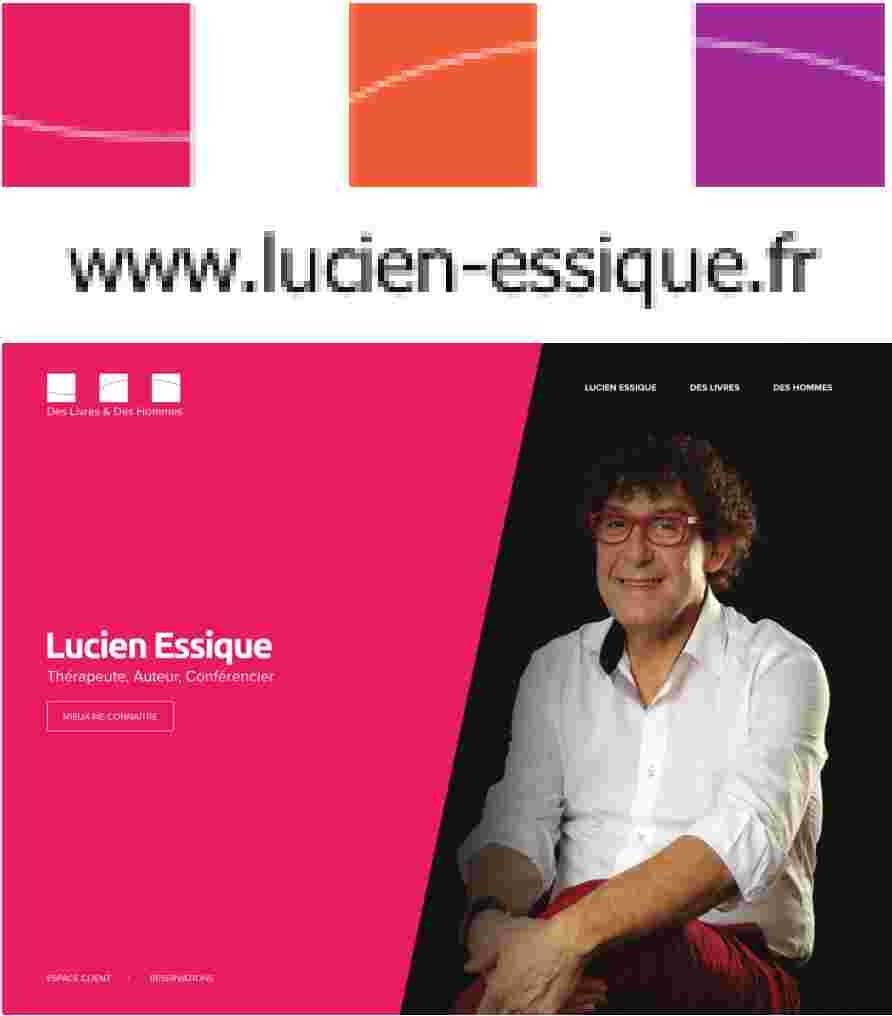 www.lucien-essique.fr
LUCIEN ESSIQUE DES LIVRES DES HOMMES
Des Livres & Des Hommes
Lucien Essique
Thérapeute, Auteur, Conférencier
MIEUX ME CONNAITRE
ESPACE CLIENT / RESERVATIONS